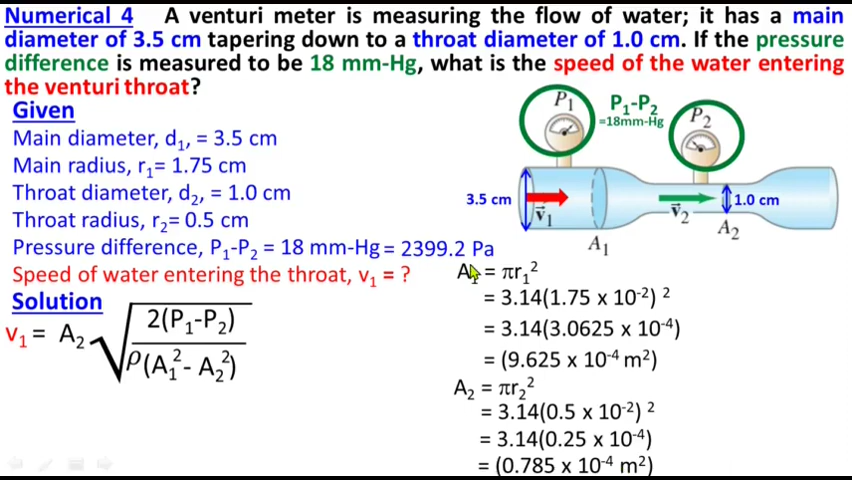 Numerical 4 A venturi meter is measuring the flow of water; it has a main
diameter of 3.5 cm tapering down to a throat diameter of 1.0 cm. If the pressure
difference is measured to be 18 mm-Hg, what is the speed of the water entering
the venturi throat?
Given
Main diameter, d₁, = 3.5 cm
Main radius, r₁= 1.75 cm
Throat diameter, d₂, = 1.0 cm
Throat radius, r₂= 0.5 cm
Pressure difference, P₁-P₂ = 18 mm-Hg = 2399.2 Pa
Speed of water entering the throat, v₁ = ?
Solution
v₁ = A₂ √ 2(P₁-P₂)
ρ(A₁²- A₂²)
P₁
P₁-P₂
=18mm-Hg
P₂
3.5 cm
v⃗₁
v⃗₂
1.0 cm
A₁
A₂
A₁ = πr₁²
= 3.14(1.75 x 10⁻²) ²
= 3.14(3.0625 x 10⁻⁴)
= (9.625 x 10⁻⁴ m²)
A₂ = πr₂²
= 3.14(0.5 x 10⁻²) ²
= 3.14(0.25 x 10⁻⁴)
= (0.785 x 10⁻⁴ m²)